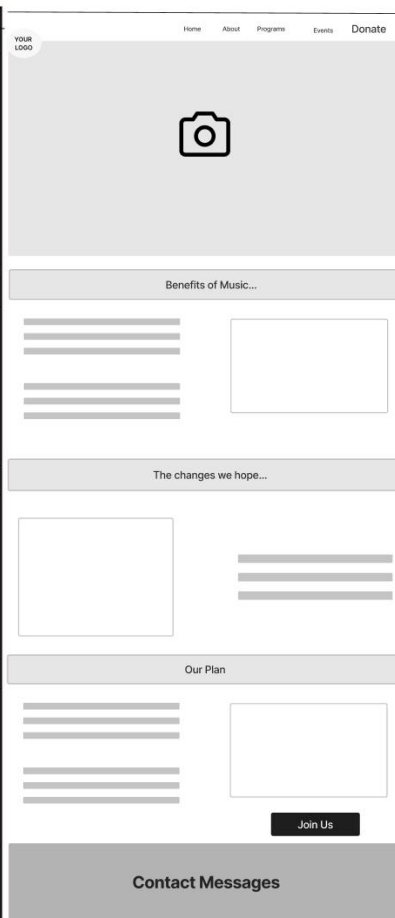 Home About Programs Events Donate
YOUR
LOGO
Benefits of Music...
The changes we hope...
Our Plan
Join Us
Contact Messages